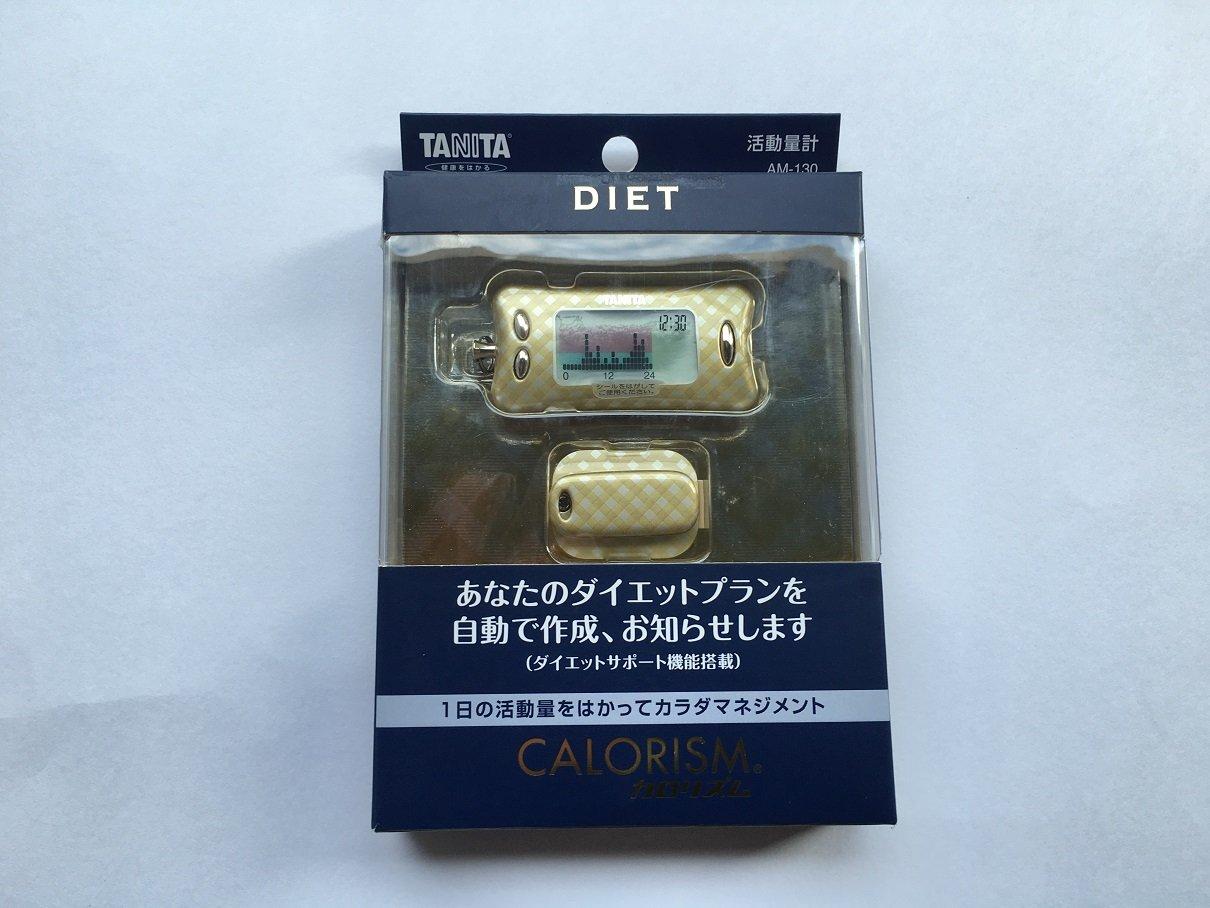 TANITA
健康をはかる
活動量計
AM-130
DIET
TANITA
12:30
0 12 24
シールをはがして
ご使用ください。
あなたのダイエットプランを
自動で作成、お知らせします
(ダイエットサポート機能搭載)
1日の活動量をはかってカラダマネジメント
CALORISM®
カロリズム